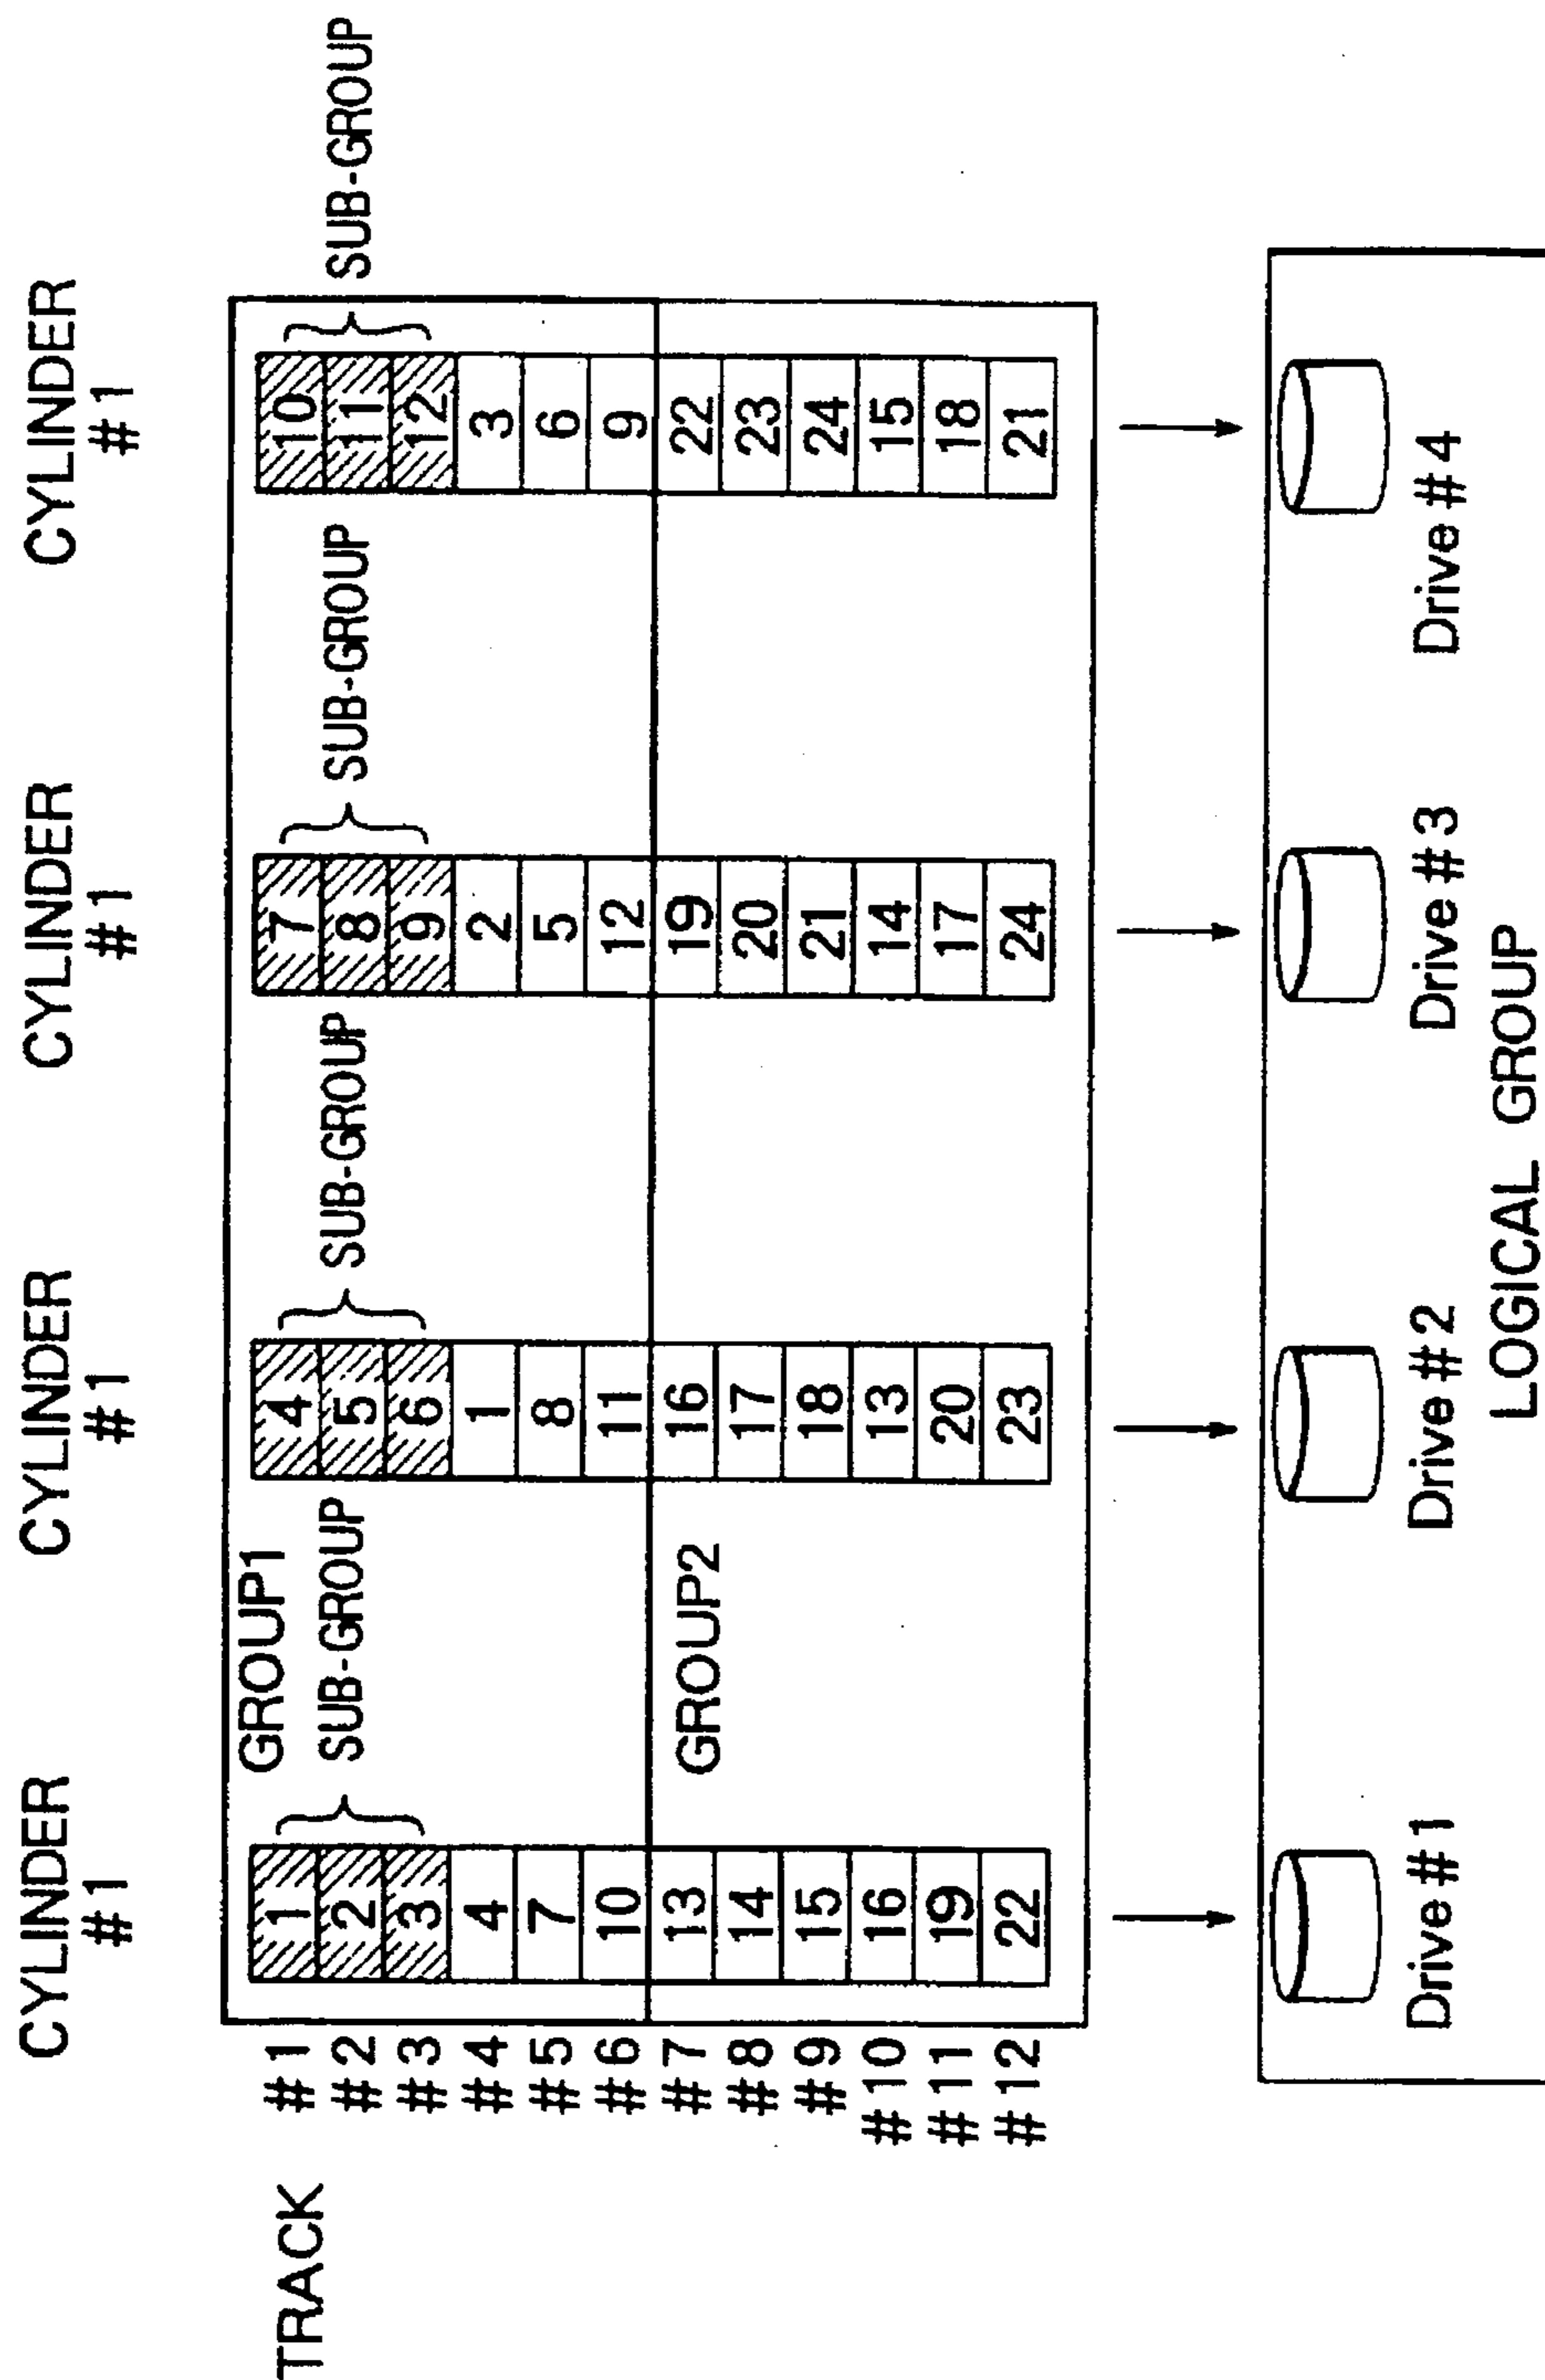 CYLINDER CYLINDER CYLINDER CYLINDER
#1 #1 #1 #1
TRACK
GROUP1
SUB-GROUP SUB-GROUP SUB-GROUP SUB-GROUP
#1 1 4 7 10
#2 2 5 8 11
#3 3 6 9 12
#4 4 1 2 3
#5 7 8 5 6
#6 10 11 12 9
GROUP2
#7 13 16 19 22
#8 14 17 20 23
#9 15 18 21 24
#10 16 13 14 15
#11 19 20 17 18
#12 22 23 24 21
Drive #1 Drive #2 Drive #3 Drive #4
LOGICAL GROUP